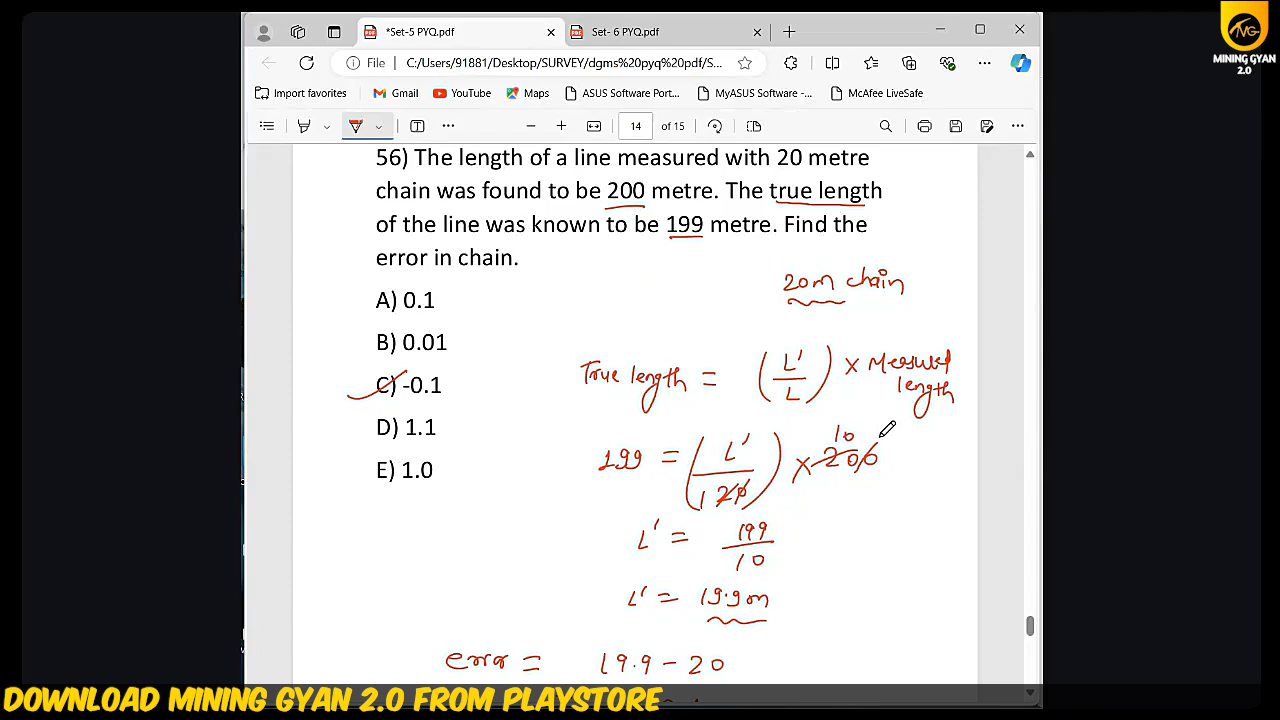 *Set-5 PYQ.pdf
Set- 6 PYQ.pdf
File
C:/Users/91881/Desktop/SURVEY/dgms%20pyq%20pdf/S...
Import favorites
Gmail
YouTube
Maps
ASUS Software Port...
MyASUS Software -...
McAfee LiveSafe
14 of 15
MINING GYAN
2.0
56) The length of a line measured with 20 metre
chain was found to be 200 metre. The true length
of the line was known to be 199 metre. Find the
error in chain.
20m chain
A) 0.1
B) 0.01
C) -0.1
D) 1.1
E) 1.0
True length = (L'/L) × Measured length
199 = (L'/20) × 200
1
10
L' = 199/10
L' = 19.9m
error = 19.9 - 20
DOWNLOAD MINING GYAN 2.0 FROM PLAYSTORE